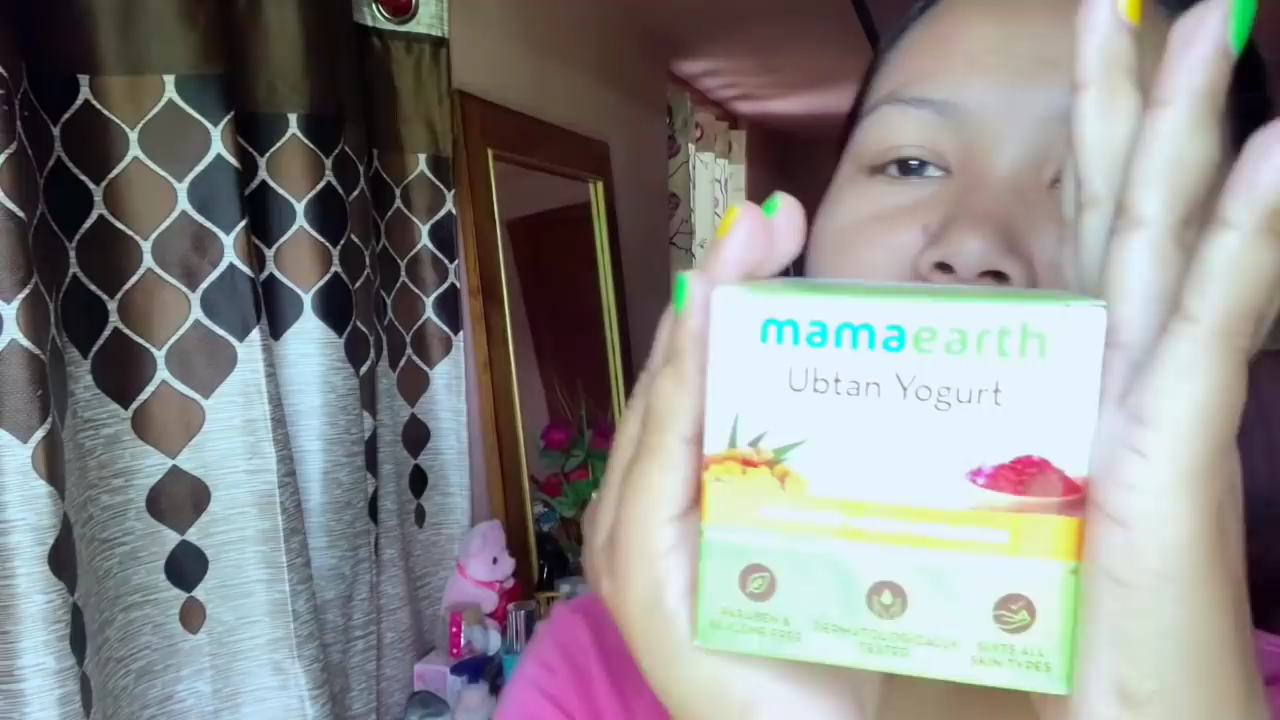 mamaearth
Ubtan Yogurt
PARABEN &
SILICONE FREE
DERMATOLOGICALLY
TESTED
SUITS ALL
SKIN TYPES